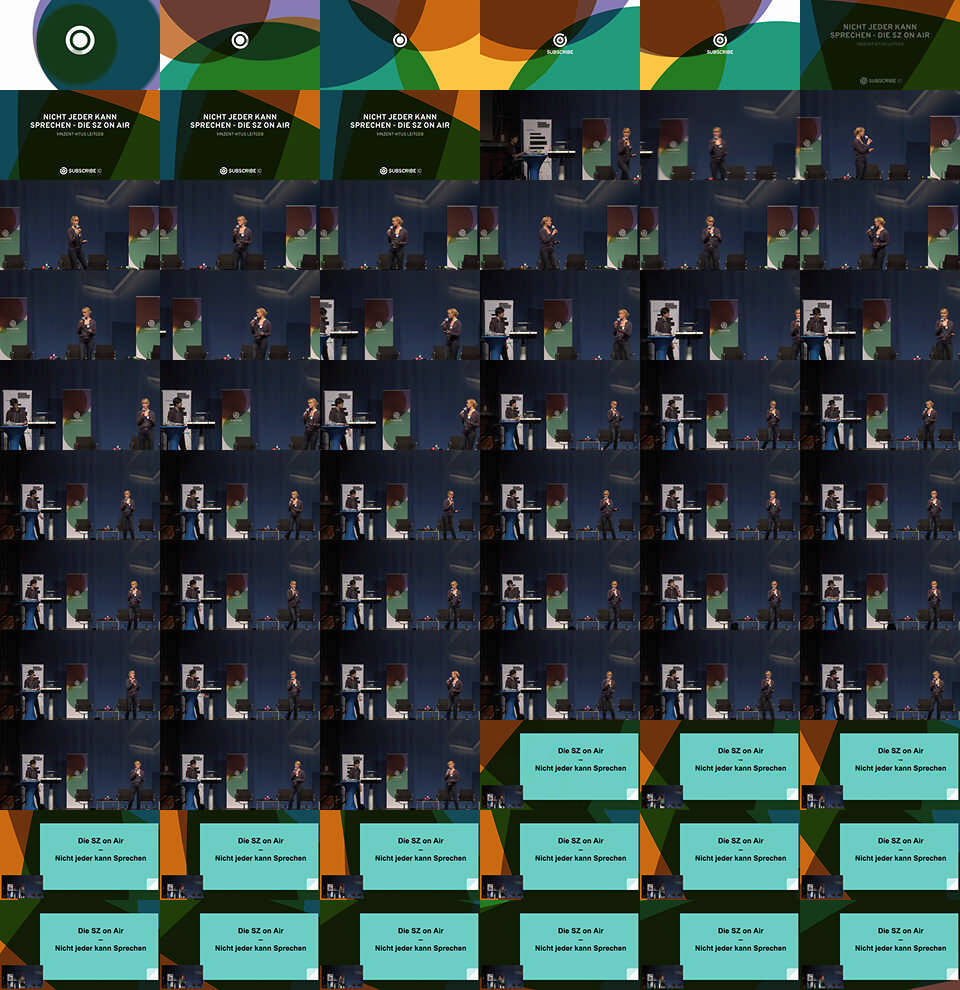 SUBSCRIBE
SUBSCRIBE
NICHT JEDER KANN
SPRECHEN - DIE SZ ON AIR
VINZENT-VITUS LEITGEB
SUBSCRIBE 10
NICHT JEDER KANN
SPRECHEN - DIE SZ ON AIR
VINZENT-VITUS LEITGEB
SUBSCRIBE 10
NICHT JEDER KANN
SPRECHEN - DIE SZ ON AIR
VINZENT-VITUS LEITGEB
SUBSCRIBE 10
NICHT JEDER KANN
SPRECHEN - DIE SZ ON AIR
VINZENT-VITUS LEITGEB
SUBSCRIBE 10
Die SZ on Air
–
Nicht jeder kann Sprechen
Die SZ on Air
–
Nicht jeder kann Sprechen
Die SZ on Air
–
Nicht jeder kann Sprechen
Die SZ on Air
–
Nicht jeder kann Sprechen
Die SZ on Air
–
Nicht jeder kann Sprechen
Die SZ on Air
–
Nicht jeder kann Sprechen
Die SZ on Air
–
Nicht jeder kann Sprechen
Die SZ on Air
–
Nicht jeder kann Sprechen
Die SZ on Air
–
Nicht jeder kann Sprechen
Die SZ on Air
–
Nicht jeder kann Sprechen
Die SZ on Air
–
Nicht jeder kann Sprechen
Die SZ on Air
–
Nicht jeder kann Sprechen
Die SZ on Air
–
Nicht jeder kann Sprechen
Die SZ on Air
–
Nicht jeder kann Sprechen
Die SZ on Air
–
Nicht jeder kann Sprechen